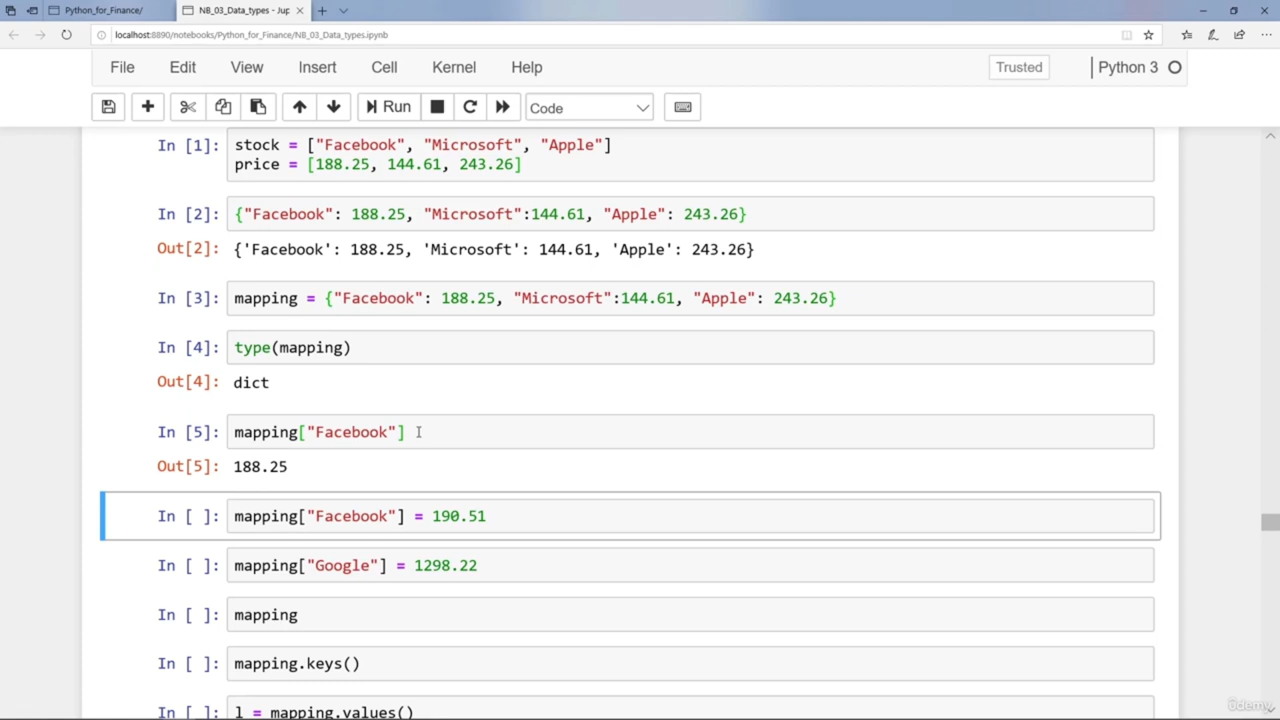 Python_for_Finance/
NB_03_Data_types - Jup
localhost:8890/notebooks/Python_for_Finance/NB_03_Data_types.ipynb
File Edit View Insert Cell Kernel Help Trusted Python 3
Run Code
In [1]: stock = ["Facebook", "Microsoft", "Apple"]
price = [188.25, 144.61, 243.26]
In [2]: {"Facebook": 188.25, "Microsoft":144.61, "Apple": 243.26}
Out[2]: {'Facebook': 188.25, 'Microsoft': 144.61, 'Apple': 243.26}
In [3]: mapping = {"Facebook": 188.25, "Microsoft":144.61, "Apple": 243.26}
In [4]: type(mapping)
Out[4]: dict
In [5]: mapping["Facebook"]
Out[5]: 188.25
In [ ]: mapping["Facebook"] = 190.51
In [ ]: mapping["Google"] = 1298.22
In [ ]: mapping
In [ ]: mapping.keys()
In [ ]: l = mapping.values()
ûdemy